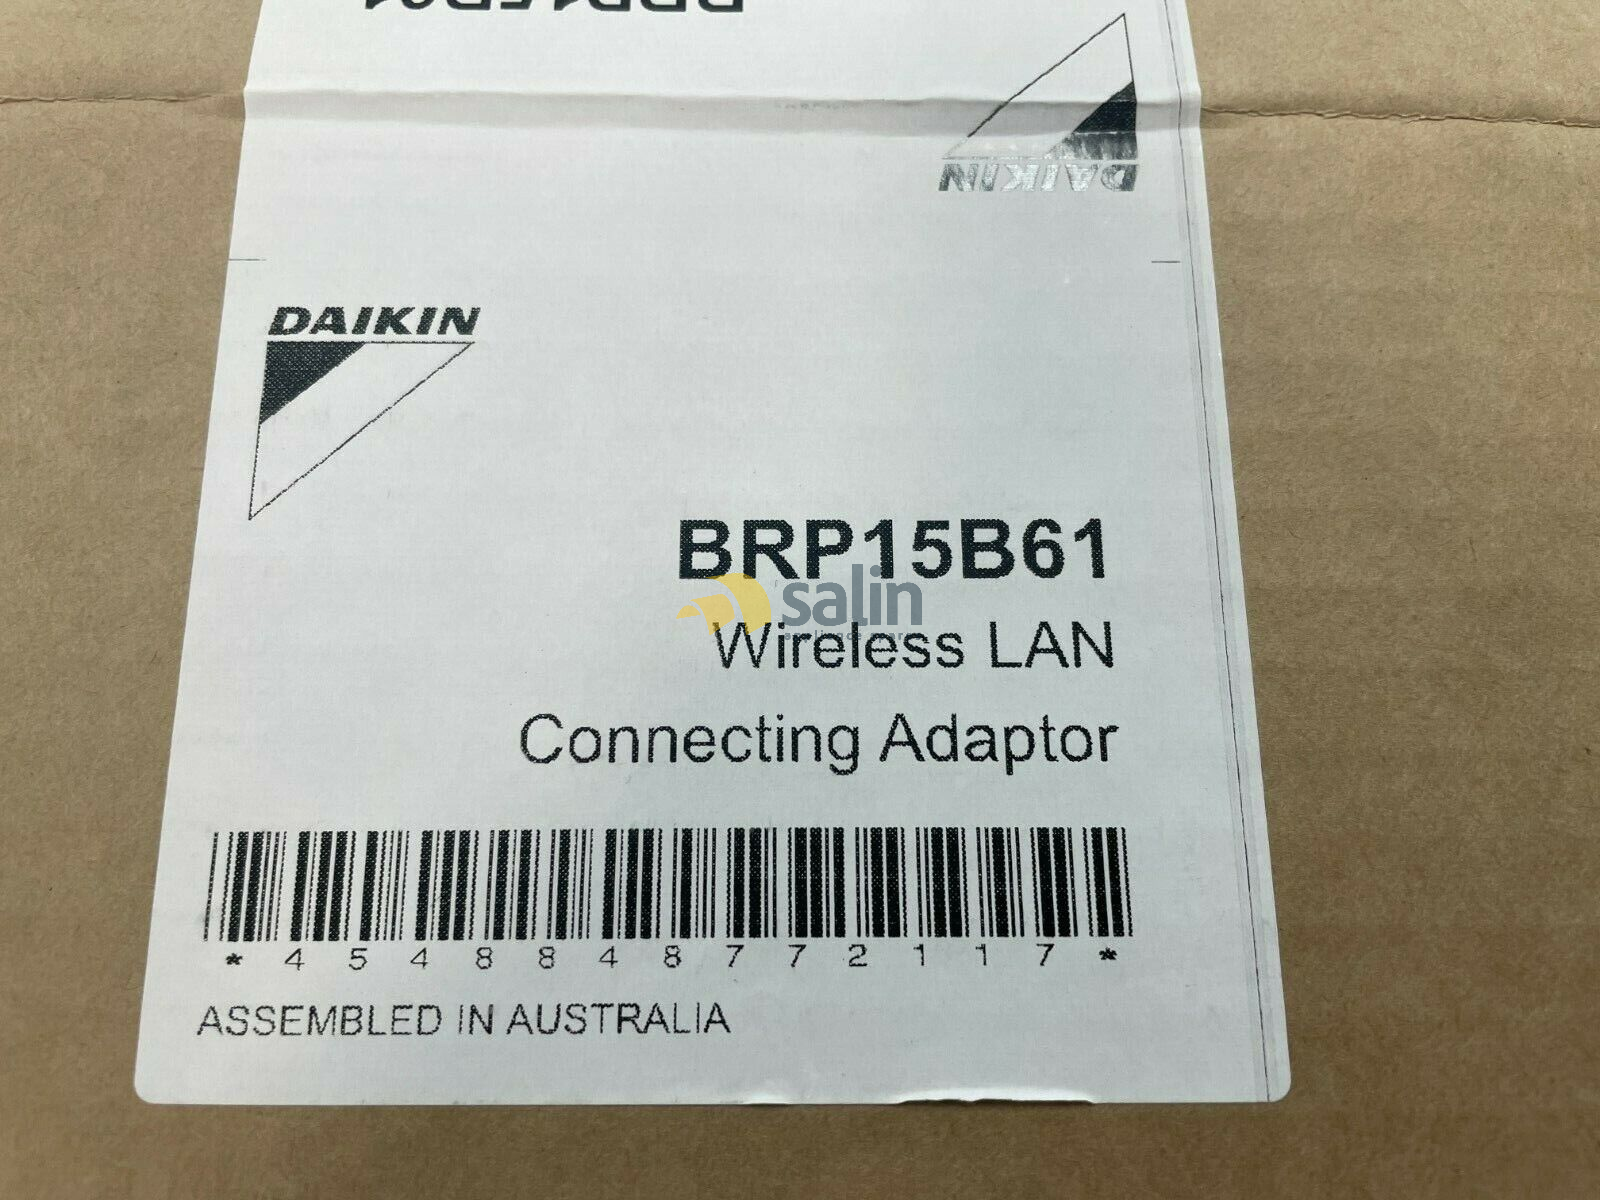 DAIKIN
DAIKIN
BRP15B61
salin
Wireless LAN
Connecting Adaptor
*4548848772117*
ASSEMBLED IN AUSTRALIA